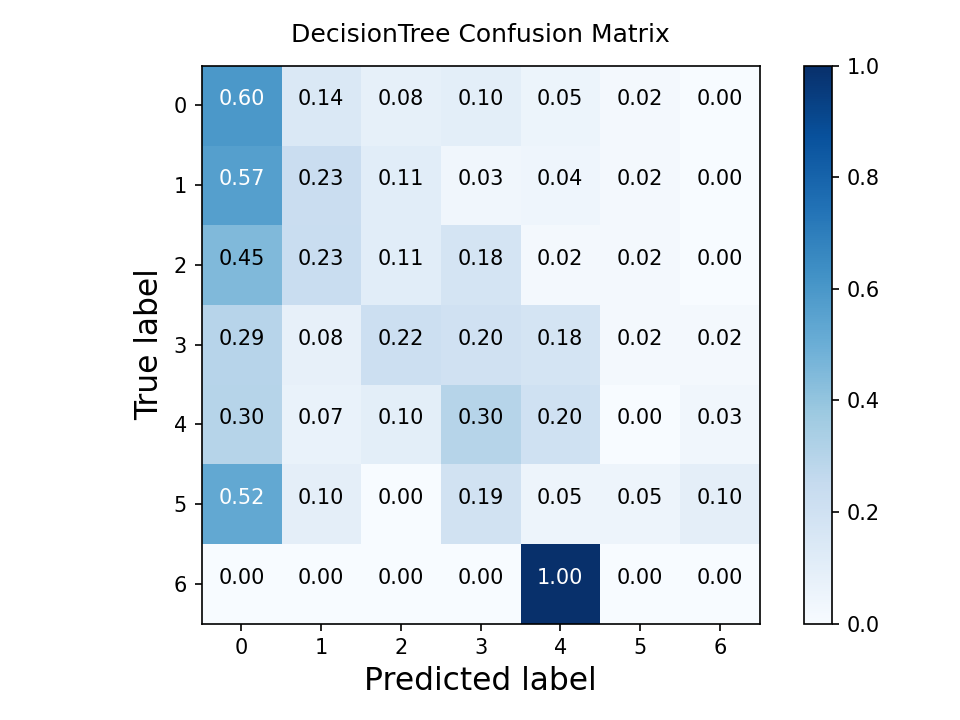 DecisionTree Confusion Matrix
1.0
0 0.60 0.14 0.08 0.10 0.05 0.02 0.00
1 0.57 0.23 0.11 0.03 0.04 0.02 0.00
0.8
2 0.45 0.23 0.11 0.18 0.02 0.02 0.00
0.6
True label
3 0.29 0.08 0.22 0.20 0.18 0.02 0.02
0.4
4 0.30 0.07 0.10 0.30 0.20 0.00 0.03
5 0.52 0.10 0.00 0.19 0.05 0.05 0.10
0.2
6 0.00 0.00 0.00 0.00 1.00 0.00 0.00
0.0
0 1 2 3 4 5 6
Predicted label